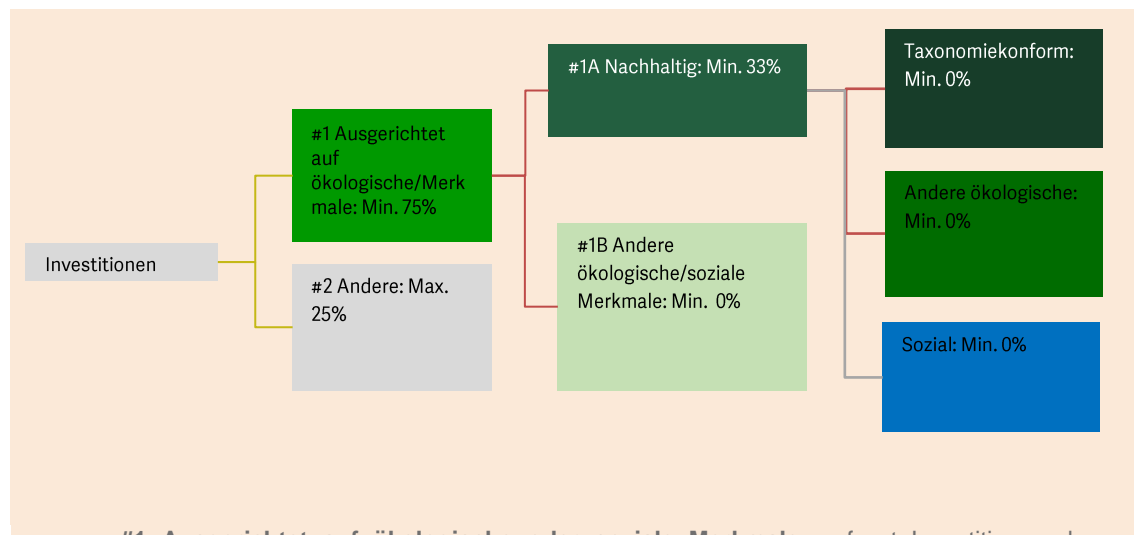 Investitionen
#1 Ausgerichtet
auf
ökologische/Merk
male: Min. 75%
#2 Andere: Max.
25%
#1A Nachhaltig: Min. 33%
#1B Andere
ökologische/soziale
Merkmale: Min. 0%
Taxonomiekonform:
Min. 0%
Andere ökologische:
Min. 0%
Sozial: Min. 0%